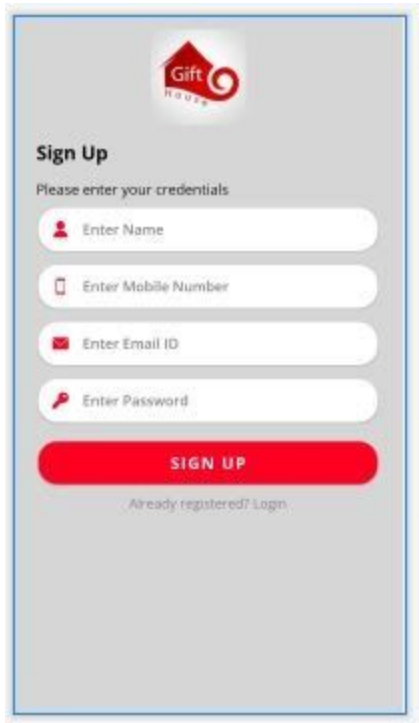 Gift
House
Sign Up
Please enter your credentials
Enter Name
Enter Mobile Number
Enter Email ID
Enter Password
SIGN UP
Already registered? Login